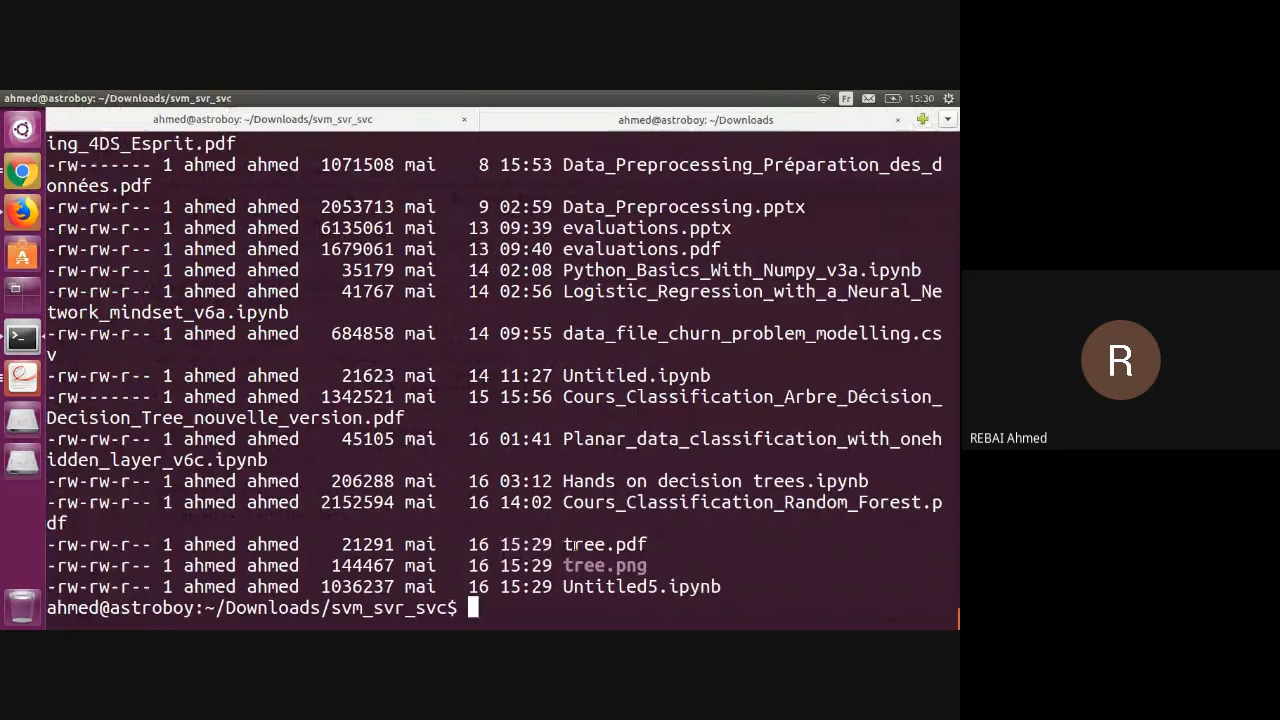 ahmed@astroboy: ~/Downloads/svm_svr_svc
Fr
15:30
ahmed@astroboy: ~/Downloads/svm_svr_svc ×
ahmed@astroboy: ~/Downloads ×
ing_4DS_Esprit.pdf
-rw------- 1 ahmed ahmed 1071508 mai 8 15:53 Data_Preprocessing_Préparation_des_d
onnées.pdf
-rw-rw-r-- 1 ahmed ahmed 2053713 mai 9 02:59 Data_Preprocessing.pptx
-rw-rw-r-- 1 ahmed ahmed 6135061 mai 13 09:39 evaluations.pptx
-rw-rw-r-- 1 ahmed ahmed 1679061 mai 13 09:40 evaluations.pdf
-rw-rw-r-- 1 ahmed ahmed 35179 mai 14 02:08 Python_Basics_With_Numpy_v3a.ipynb
-rw-rw-r-- 1 ahmed ahmed 41767 mai 14 02:56 Logistic_Regression_with_a_Neural_Ne
twork_mindset_v6a.ipynb
-rw-rw-r-- 1 ahmed ahmed 684858 mai 14 09:55 data_file_churn_problem_modelling.cs
v
-rw-rw-r-- 1 ahmed ahmed 21623 mai 14 11:27 Untitled.ipynb
-rw------- 1 ahmed ahmed 1342521 mai 15 15:56 Cours_Classification_Arbre_Décision_
Decision_Tree_nouvelle_version.pdf
-rw-rw-r-- 1 ahmed ahmed 45105 mai 16 01:41 Planar_data_classification_with_oneh
idden_layer_v6c.ipynb
-rw-rw-r-- 1 ahmed ahmed 206288 mai 16 03:12 Hands on decision trees.ipynb
-rw-rw-r-- 1 ahmed ahmed 2152594 mai 16 14:02 Cours_Classification_Random_Forest.p
df
-rw-rw-r-- 1 ahmed ahmed 21291 mai 16 15:29 tree.pdf
-rw-rw-r-- 1 ahmed ahmed 144467 mai 16 15:29 tree.png
-rw-rw-r-- 1 ahmed ahmed 1036237 mai 16 15:29 Untitled5.ipynb
ahmed@astroboy:~/Downloads/svm_svr_svc$
R
REBAI Ahmed